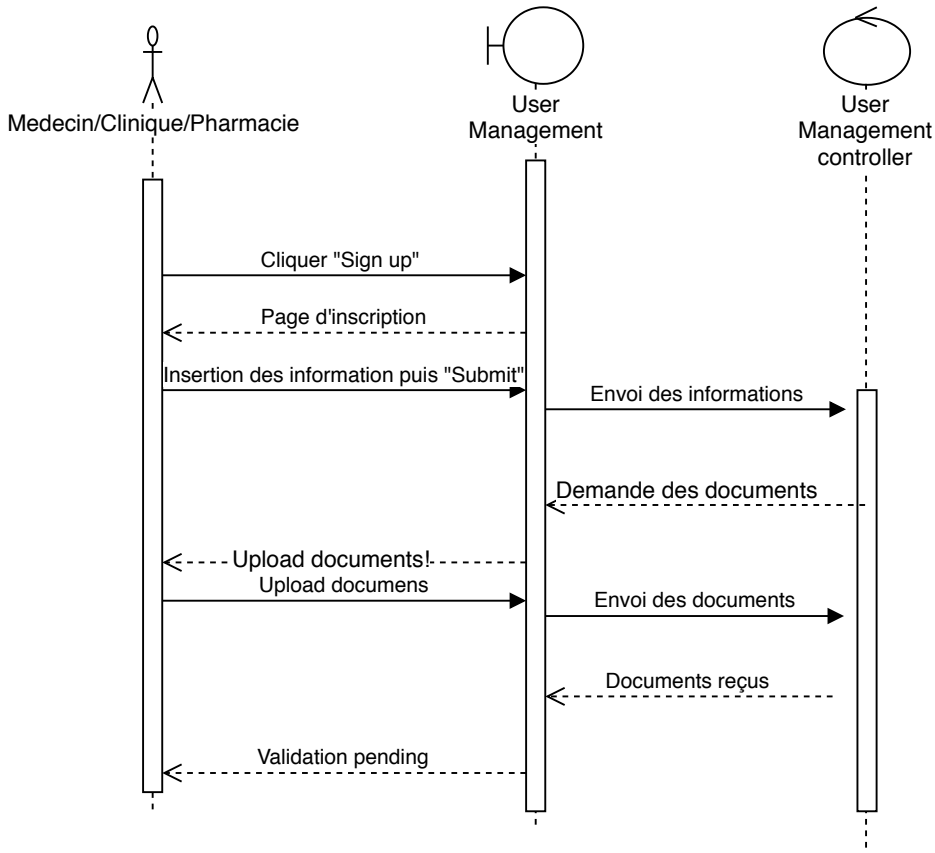 Medecin/Clinique/Pharmacie
User
Management
User
Management
controller
Cliquer "Sign up"
Page d'inscription
Insertion des information puis "Submit"
Envoi des informations
Demande des documents
Upload documents!
Upload documens
Envoi des documents
Documents reçus
Validation pending